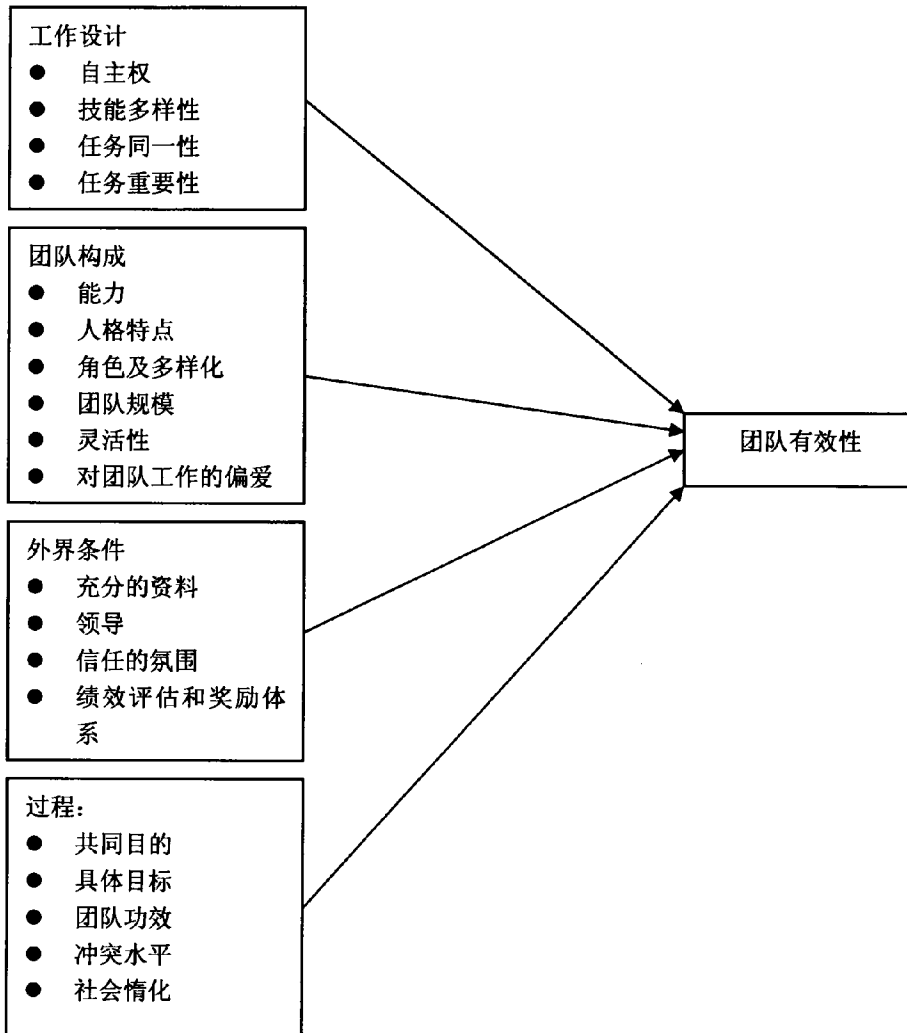 工作设计
● 自主权
● 技能多样性
● 任务同一性
● 任务重要性
团队构成
● 能力
● 人格特点
● 角色及多样化
● 团队规模
● 灵活性
● 对团队工作的偏爱
外界条件
● 充分的资料
● 领导
● 信任的氛围
● 绩效评估和奖励体
系
过程：
● 共同目的
● 具体目标
● 团队功效
● 冲突水平
● 社会惰化
团队有效性